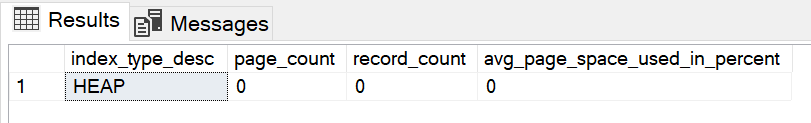 Results Messages
index_type_desc page_count record_count avg_page_space_used_in_percent
1 HEAP 0 0 0